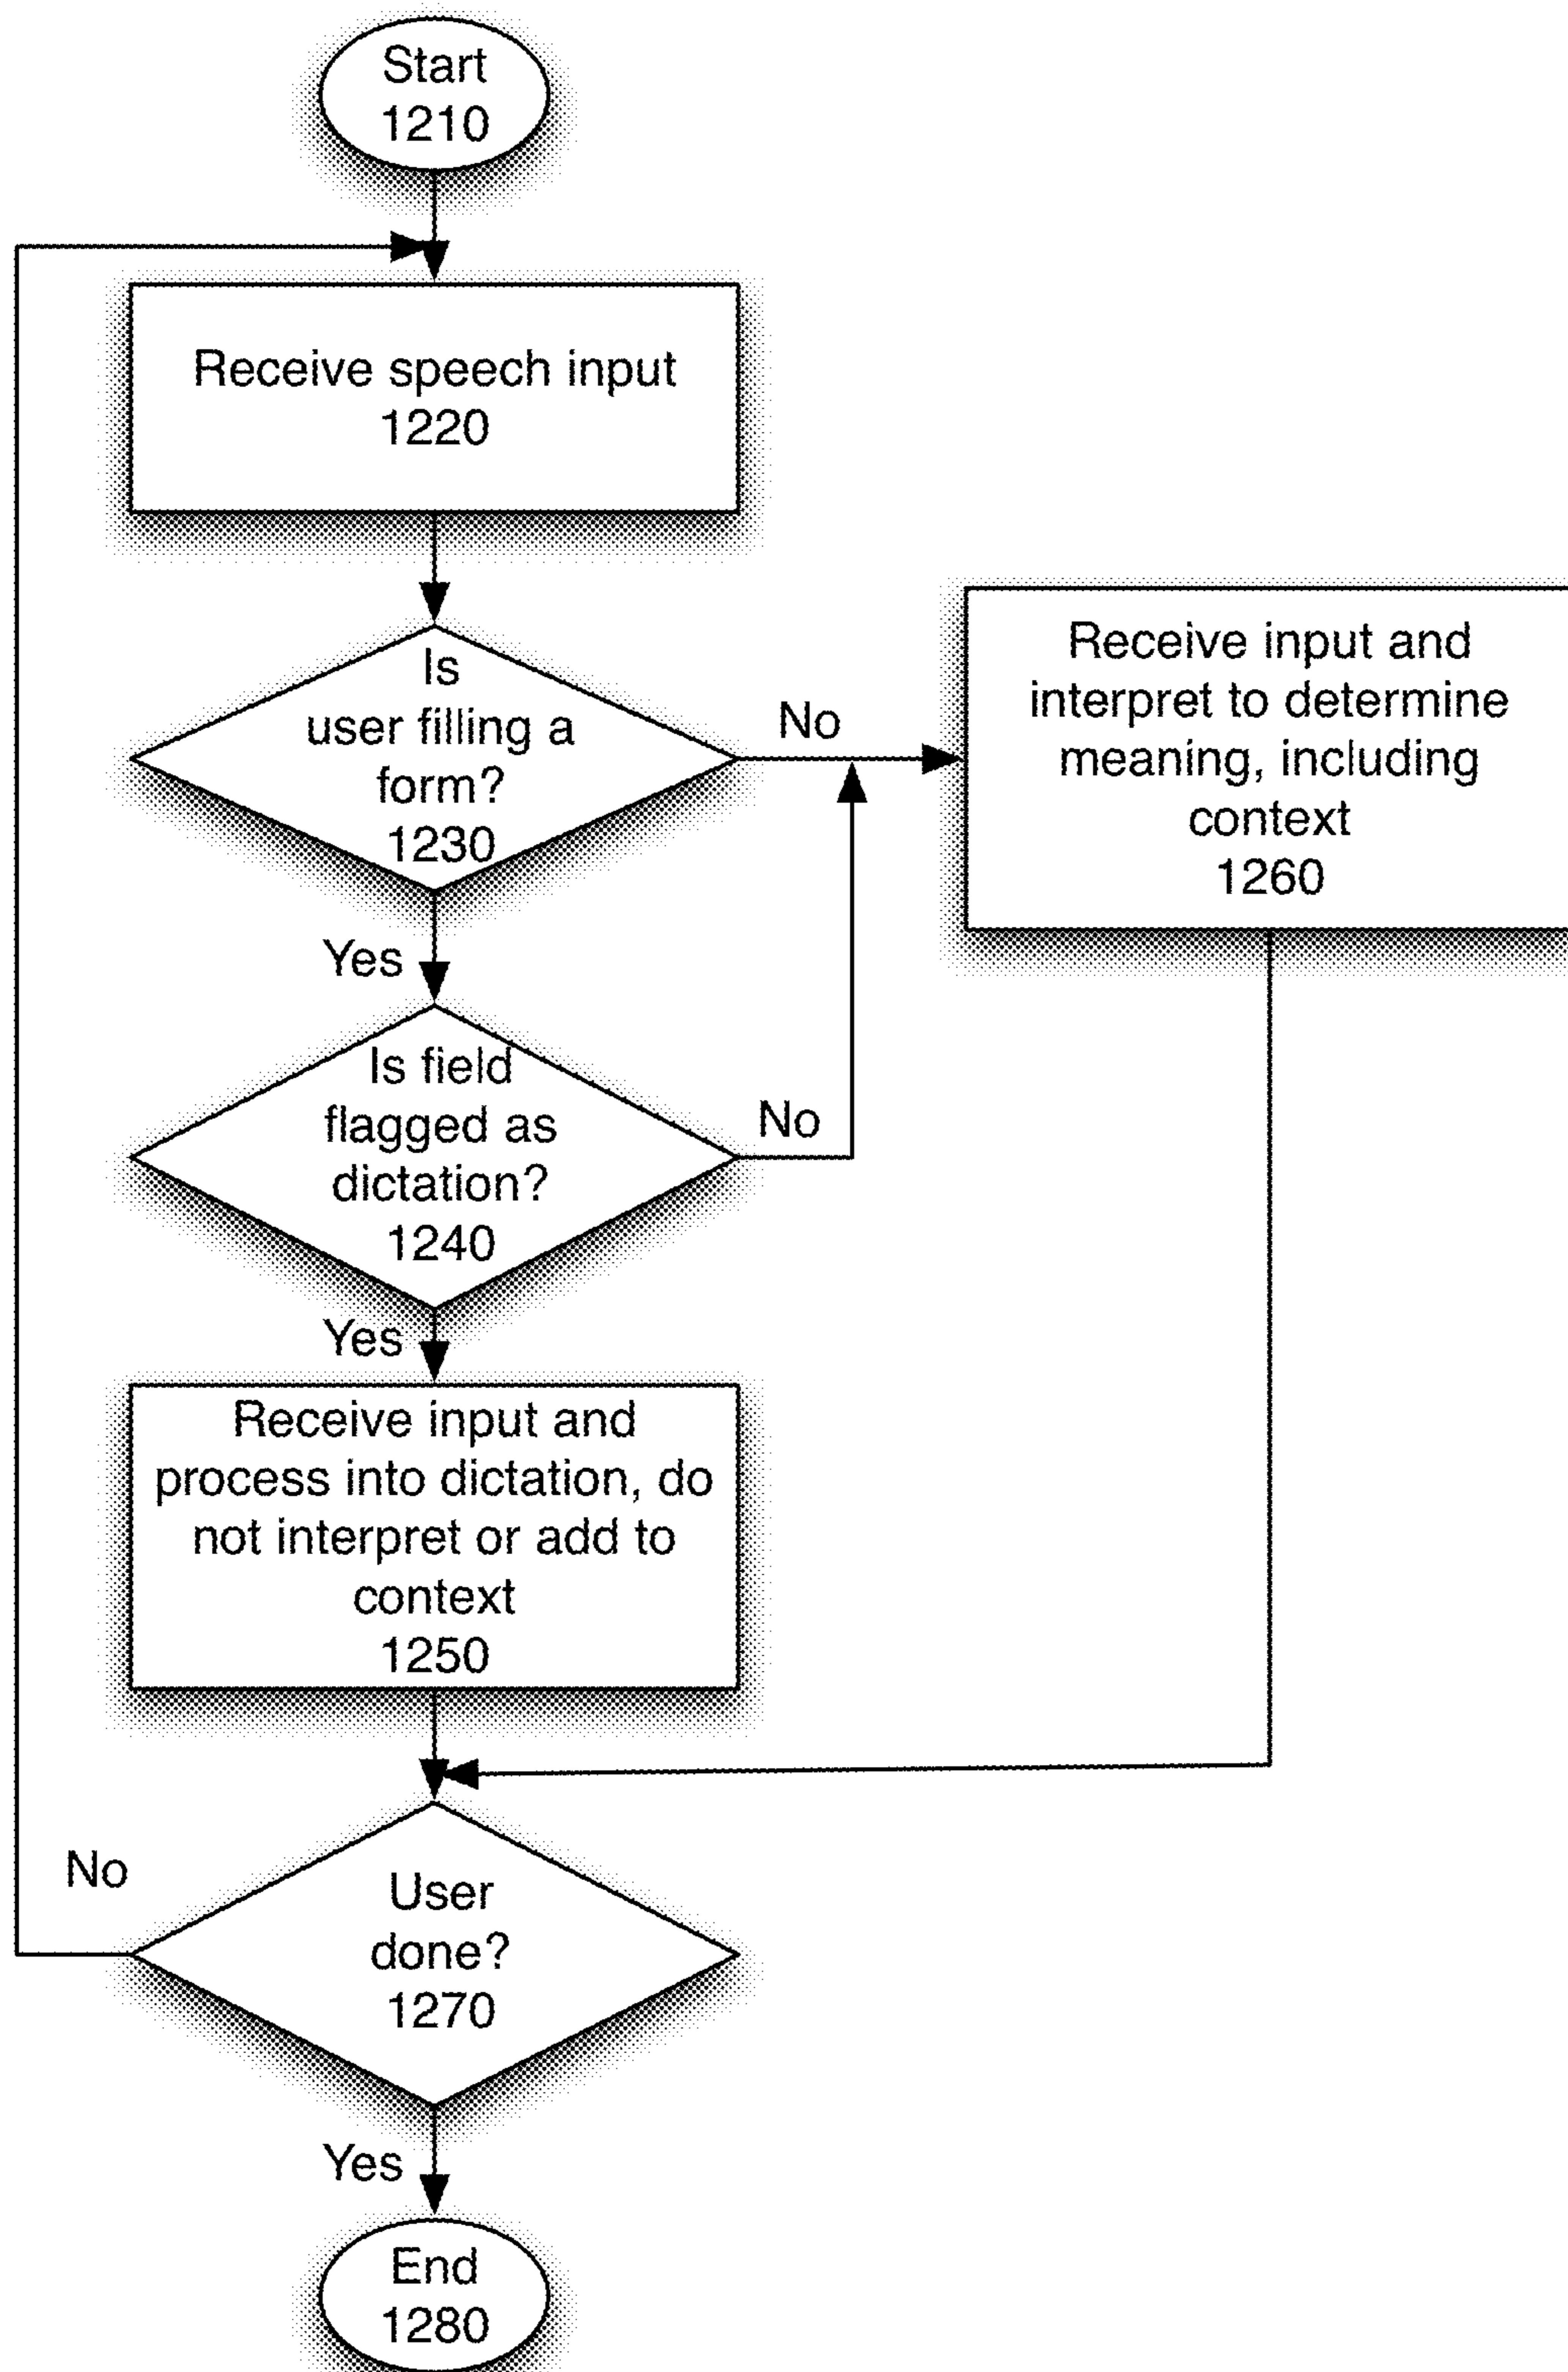 Start
1210
Receive speech input
1220
Is
user filling a
form?
1230
No
Receive input and
interpret to determine
meaning, including
context
1260
Yes
Is field
flagged as
dictation?
1240
No
Yes
Receive input and
process into dictation, do
not interpret or add to
context
1250
No
User
done?
1270
Yes
End
1280